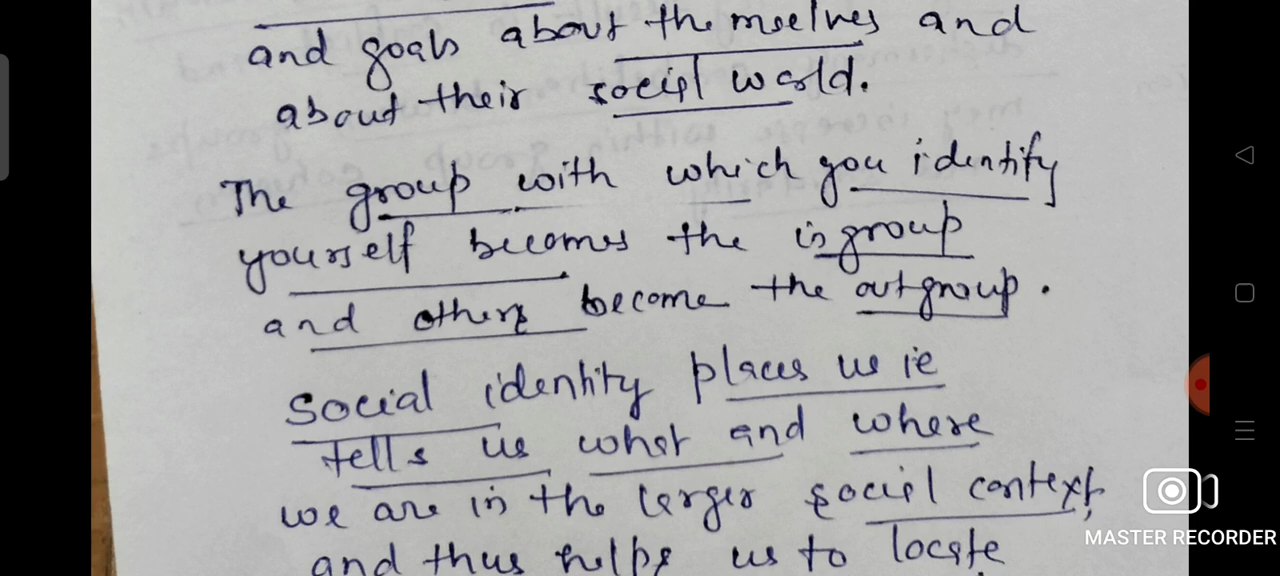 and goals about themselves and
about their social world.
The group with which you identify
yourself becomes the ingroup
and others become the outgroup.
Social identity places us ie
tells us what and where
we are in the larger social context,
and thus helps us to locate
MASTER RECORDER